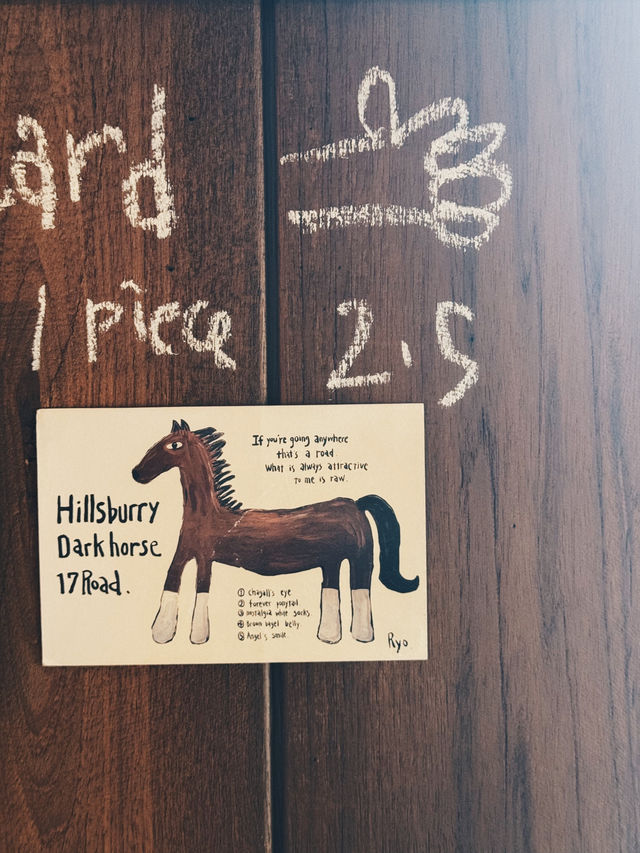 ard
1 piece 2.5
If you're going anywhere
that's a road.
What is always attractive
to me is raw.
Hillsburry
Dark horse
17 Road.
① chagall's eye
② forever ponytail
③ nostalgia white socks
④ Brown bagel belly
⑤ Angel's smile
Ryo